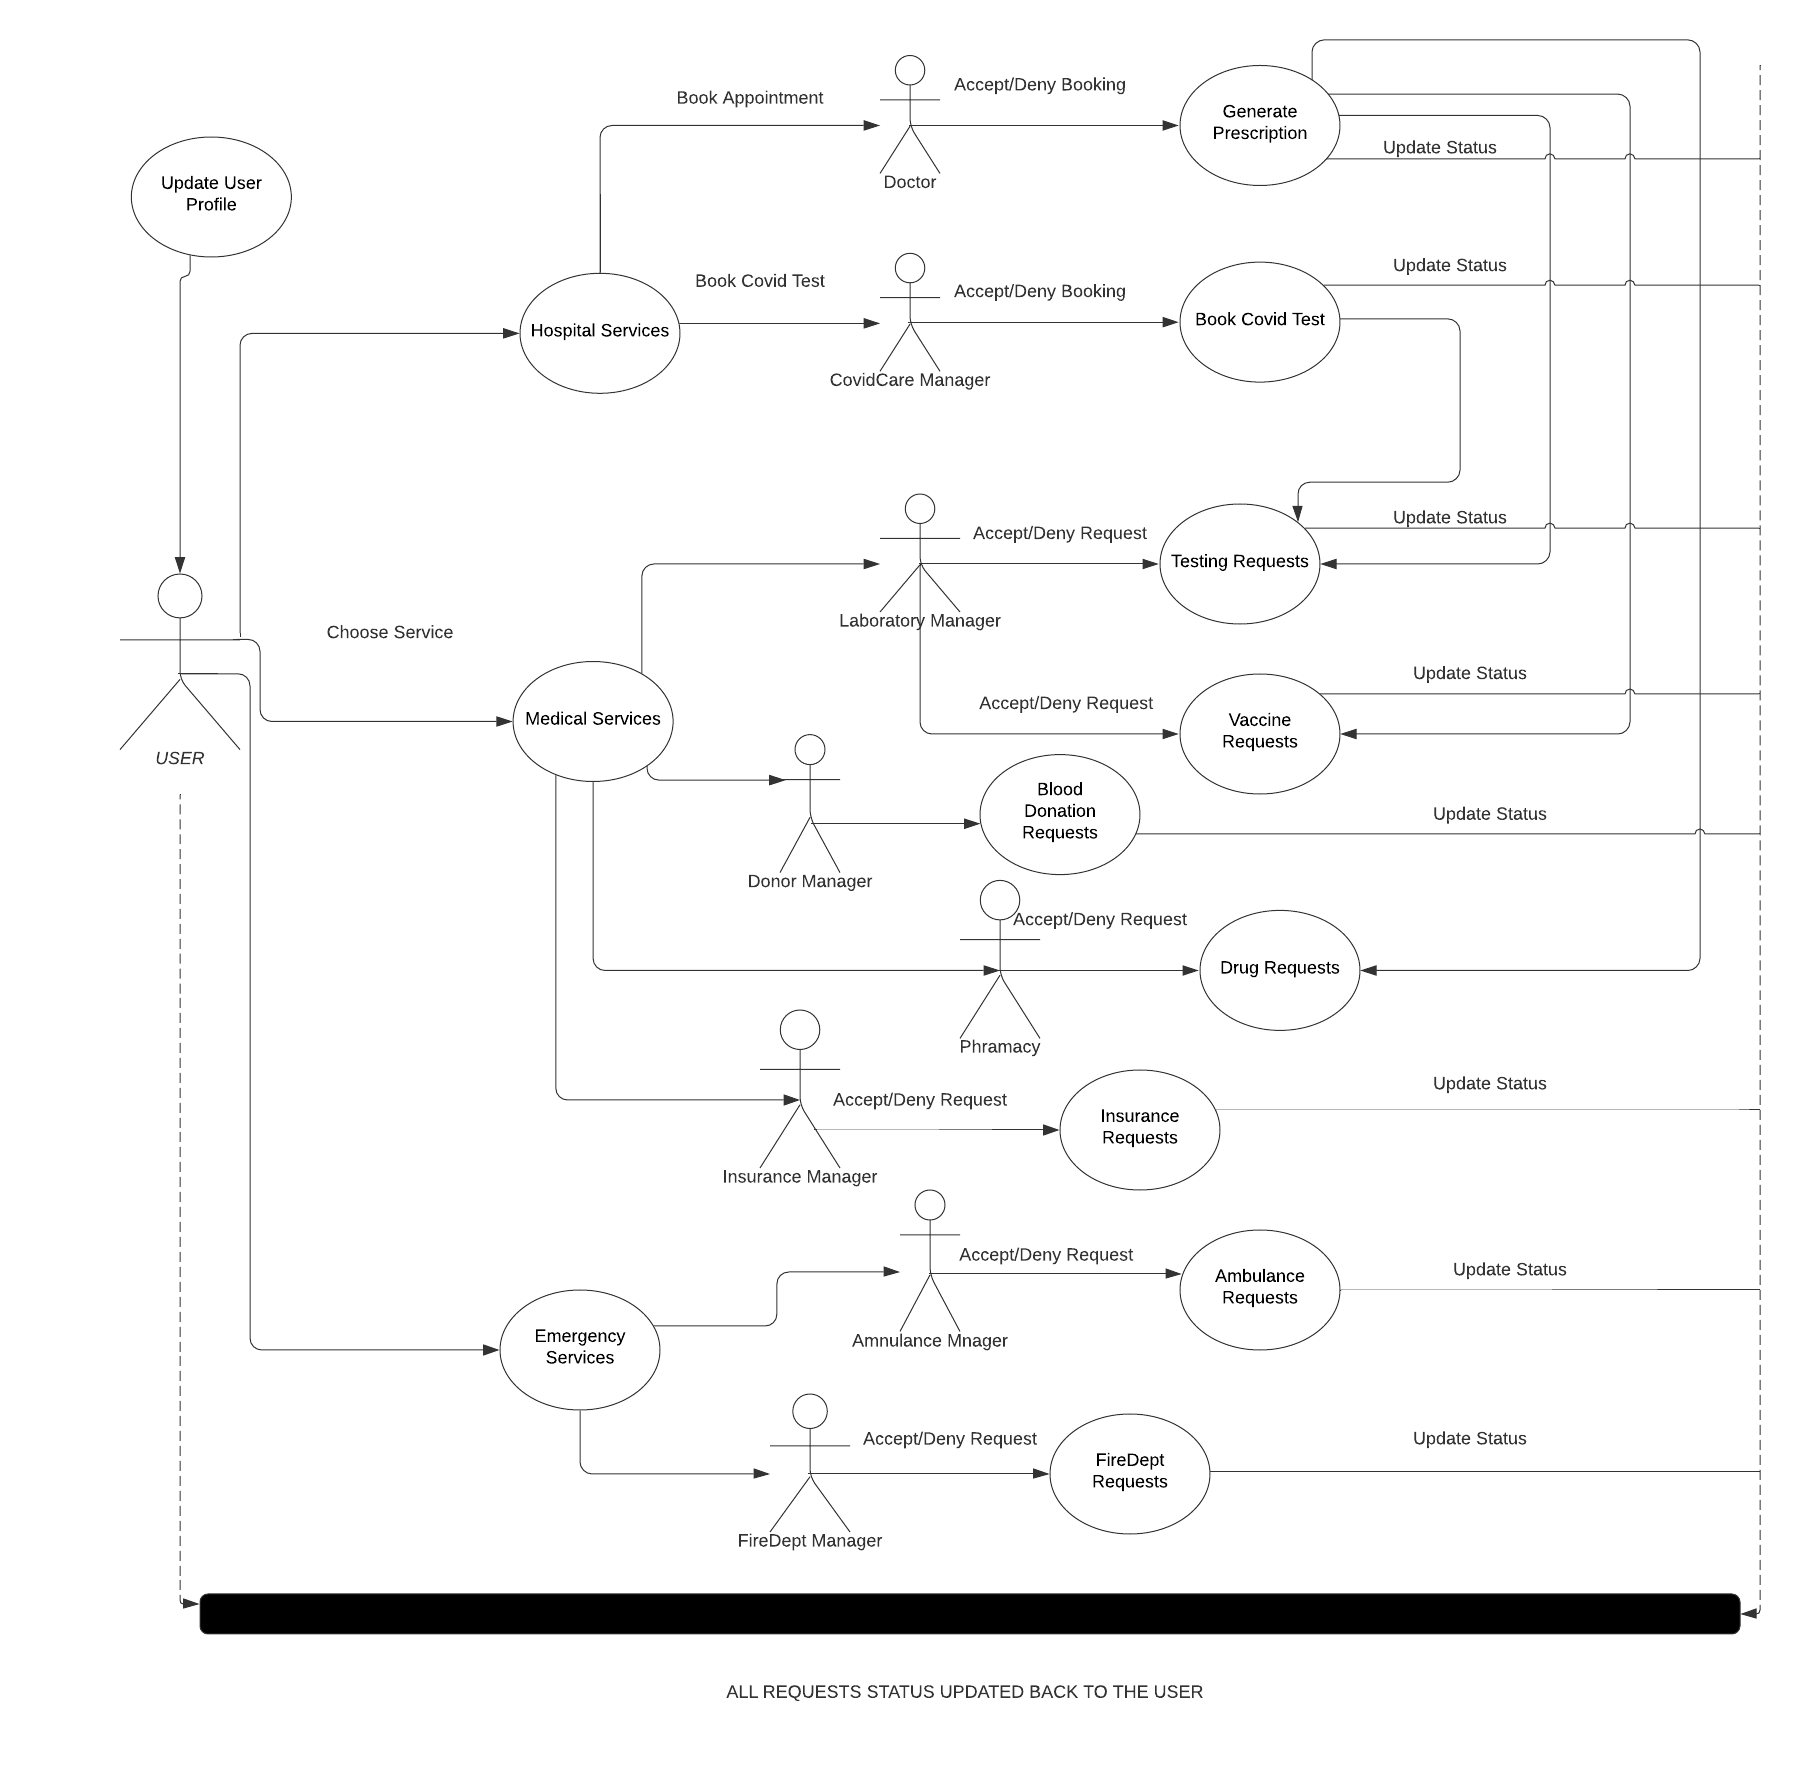 Book Appointment
Accept/Deny Booking
Generate
Prescription
Update Status
Doctor
Update User
Profile
Book Covid Test
Accept/Deny Booking
Update Status
Hospital Services
Book Covid Test
CovidCare Manager
Accept/Deny Request
Update Status
Testing Requests
Laboratory Manager
Choose Service
Medical Services
Accept/Deny Request
Update Status
Vaccine
Requests
USER
Blood
Donation
Requests
Update Status
Donor Manager
Accept/Deny Request
Drug Requests
Phramacy
Accept/Deny Request
Update Status
Insurance
Requests
Insurance Manager
Accept/Deny Request
Update Status
Ambulance
Requests
Emergency
Services
Amnulance Mnager
Accept/Deny Request
Update Status
FireDept
Requests
FireDept Manager
ALL REQUESTS STATUS UPDATED BACK TO THE USER